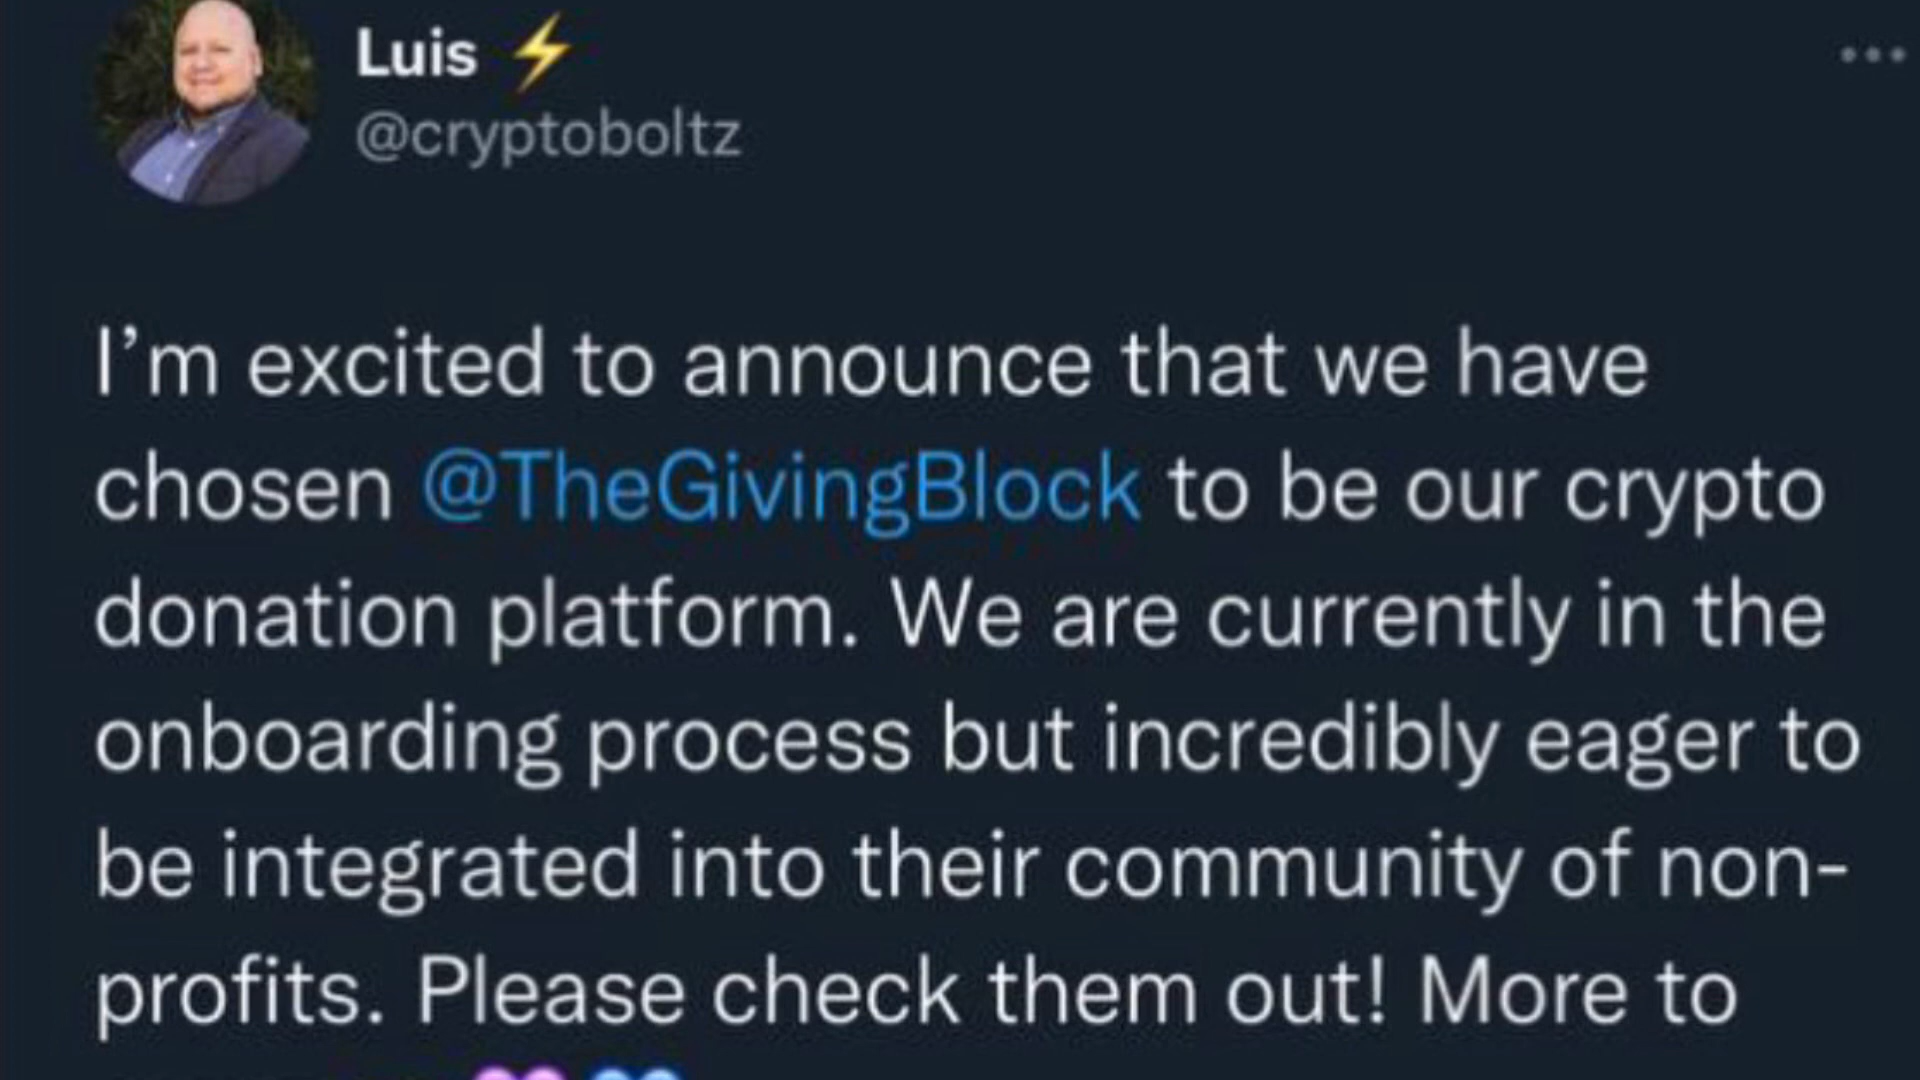 Luis ⚡
@cryptoboltz
I’m excited to announce that we have
chosen @TheGivingBlock to be our crypto
donation platform. We are currently in the
onboarding process but incredibly eager to
be integrated into their community of non-
profits. Please check them out! More to